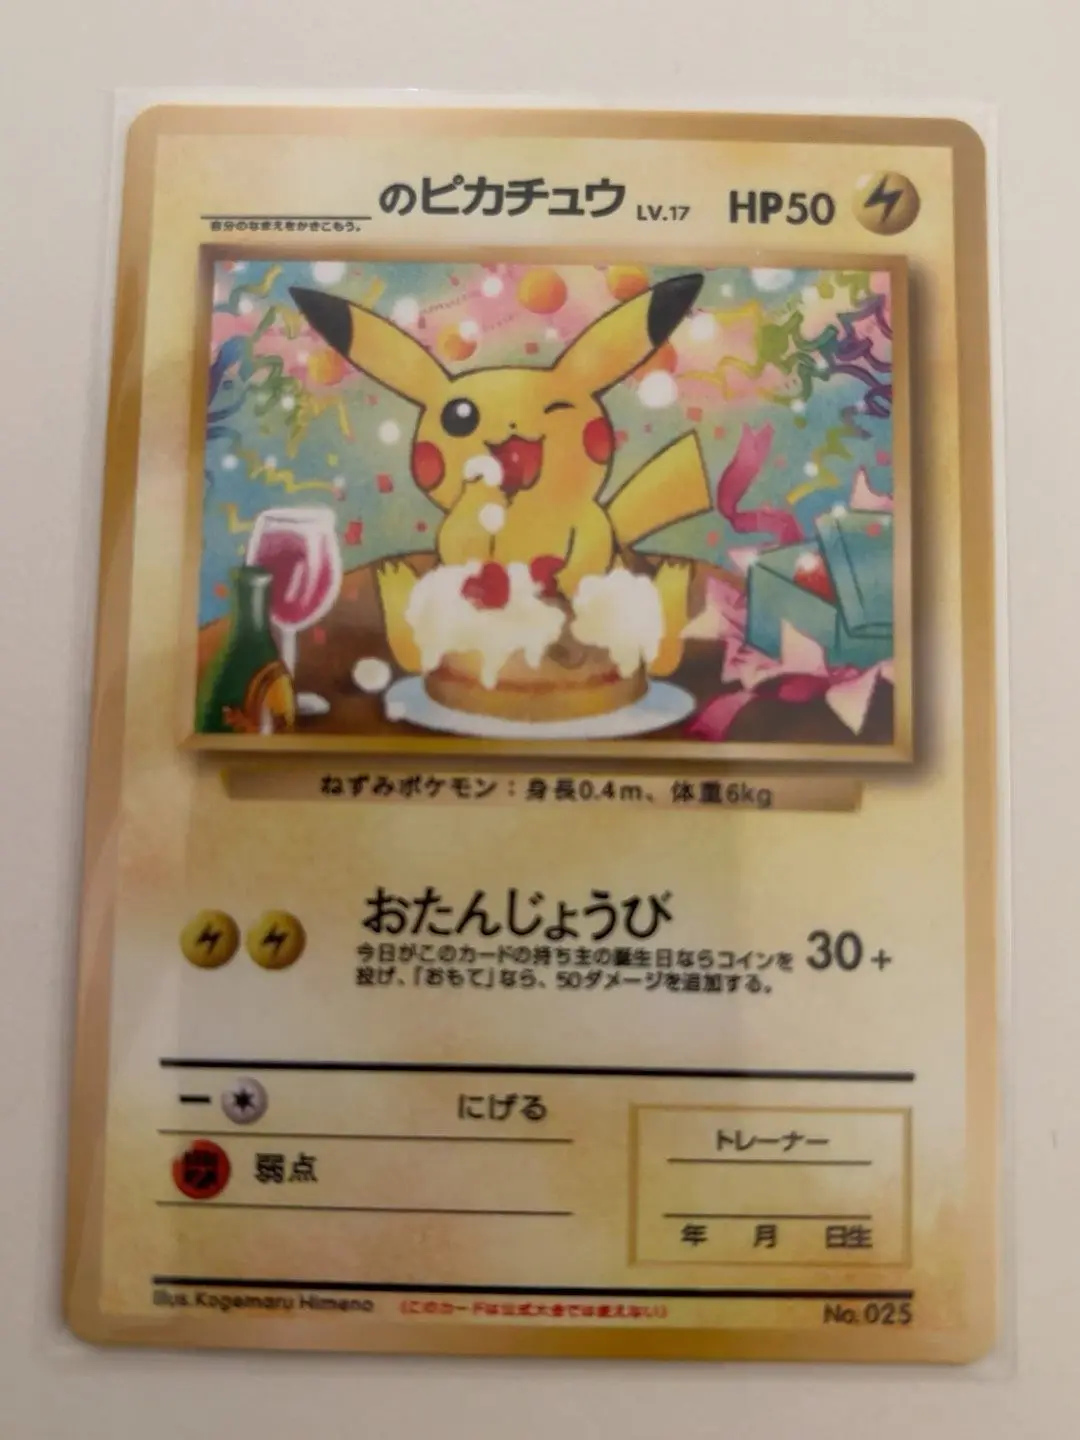 のピカチュウ LV.17 HP50
自分のなまえをかきこもう。
ねずみポケモン：身長0.4m、体重6kg
おたんじょうび
今日がこのカードの持ち主の誕生日ならコインを
投げ、「おもて」なら、50ダメージを追加する。
30+
にげる
弱点
トレーナー
年 月 日生
Illus. Kagemaru Himeno (このカードは公式大会では使えない) No. 025